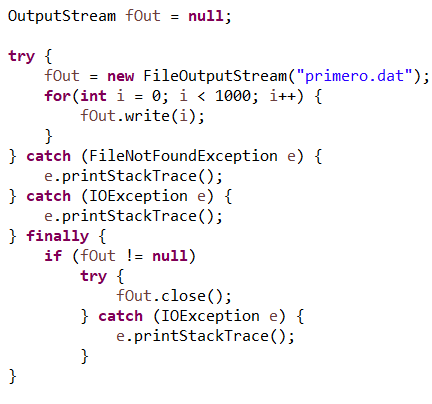 OutputStream fOut = null;

try {
    fOut = new FileOutputStream("primero.dat");
    for(int i = 0; i < 1000; i++) {
        fOut.write(i);
    }
} catch (FileNotFoundException e) {
    e.printStackTrace();
} catch (IOException e) {
    e.printStackTrace();
} finally {
    if (fOut != null)
        try {
            fOut.close();
        } catch (IOException e) {
            e.printStackTrace();
        }
}